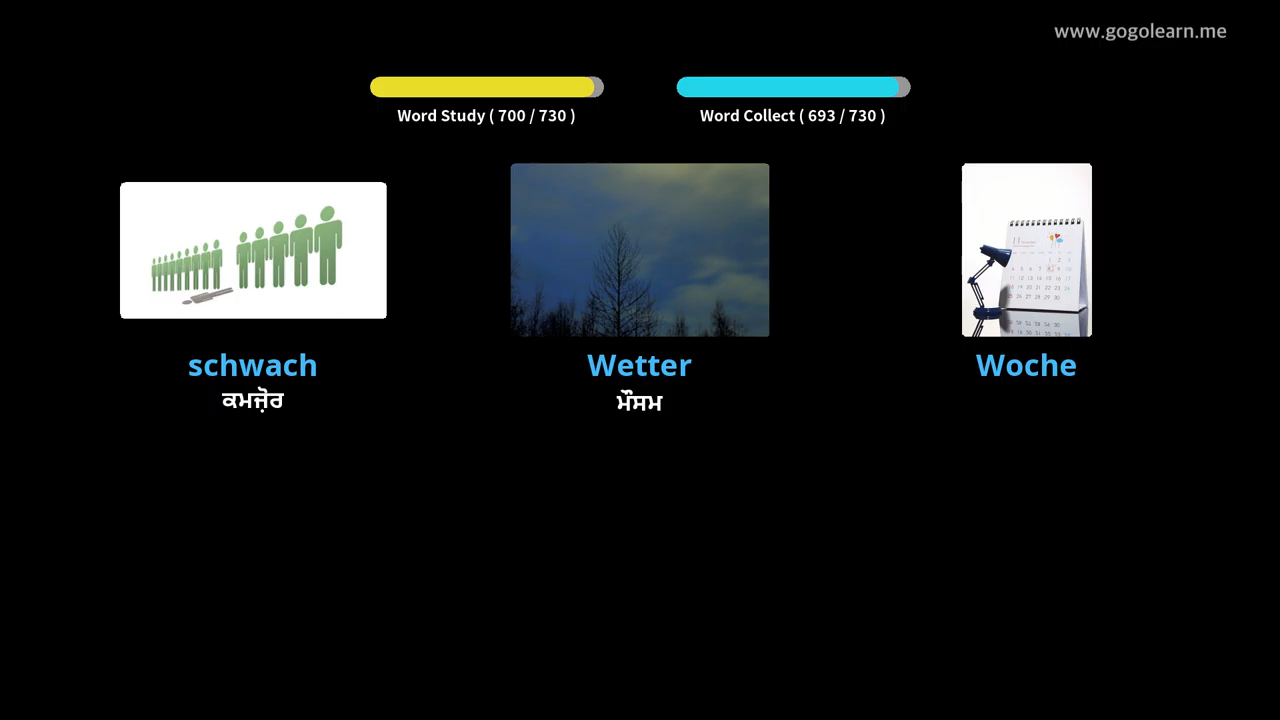 www.gogolearn.me
Word Study ( 700 / 730 )
Word Collect ( 693 / 730 )
schwach
ਕਮਜ਼ੋਰ
Wetter
ਮੌਸਮ
Woche